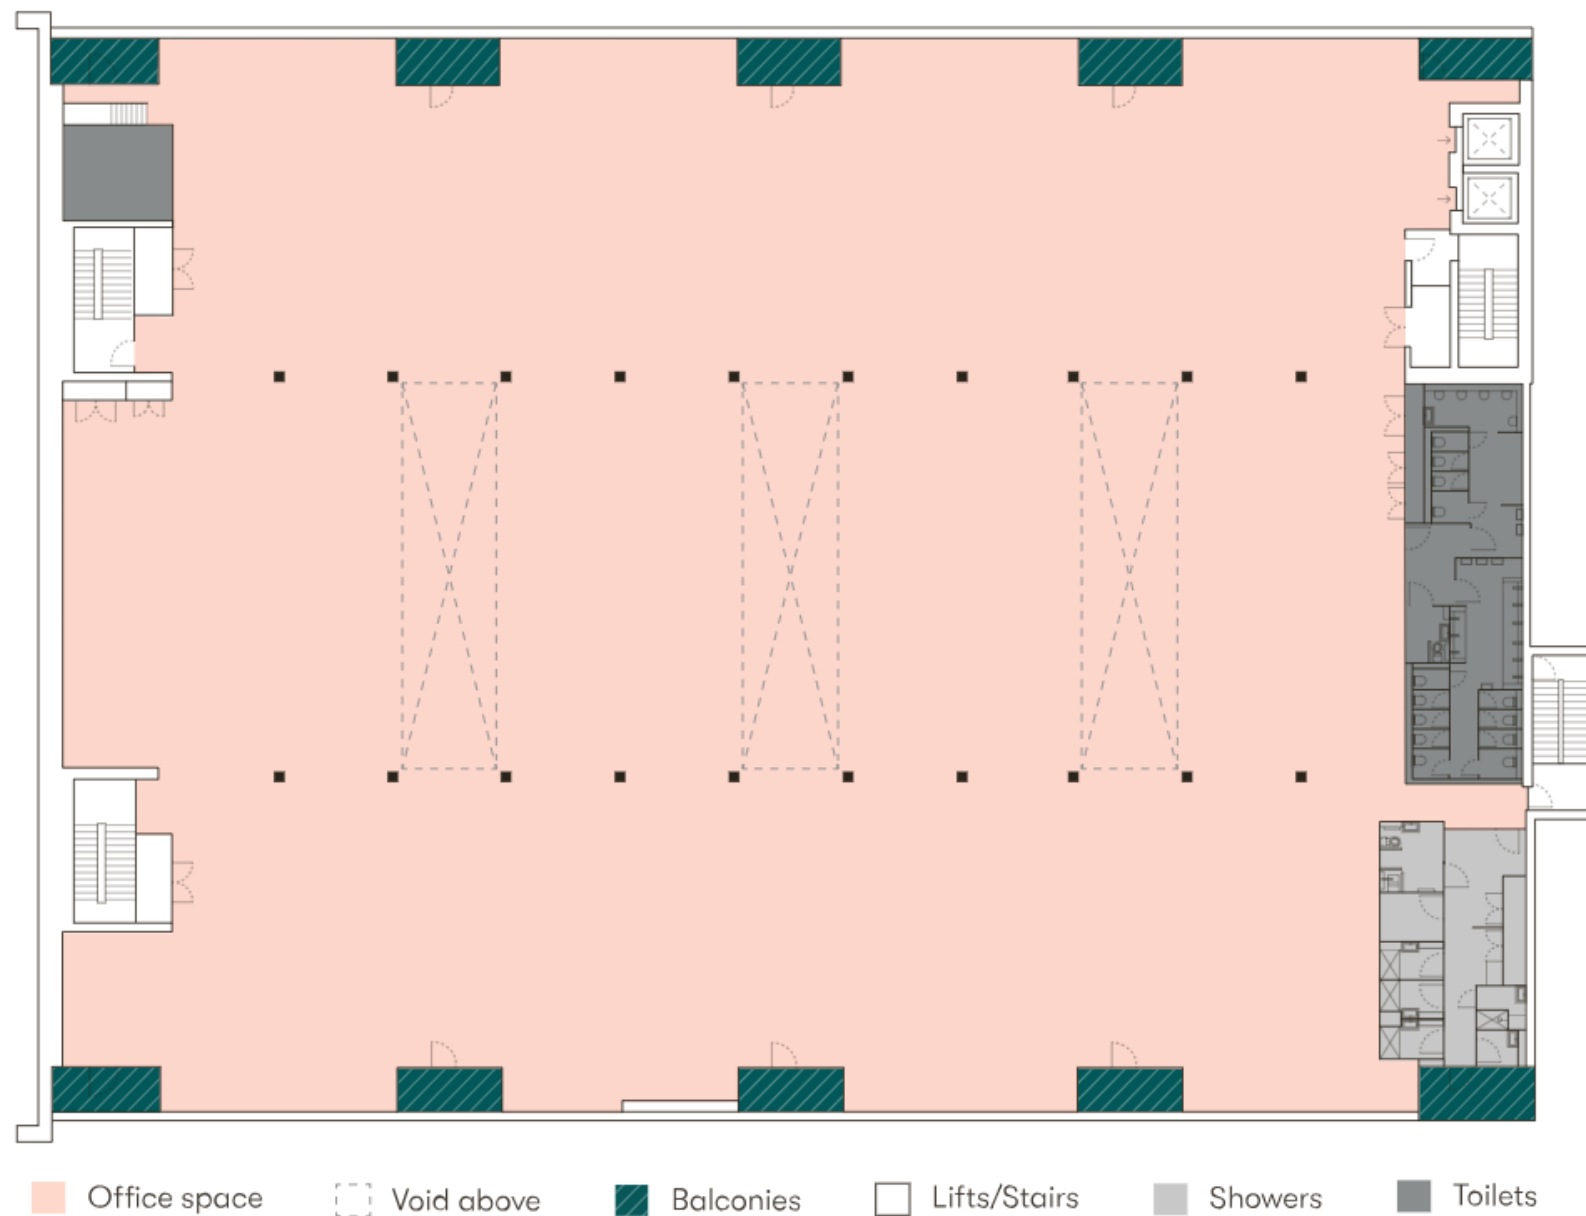 Office space
Void above
Balconies
Lifts/Stairs
Showers
Toilets